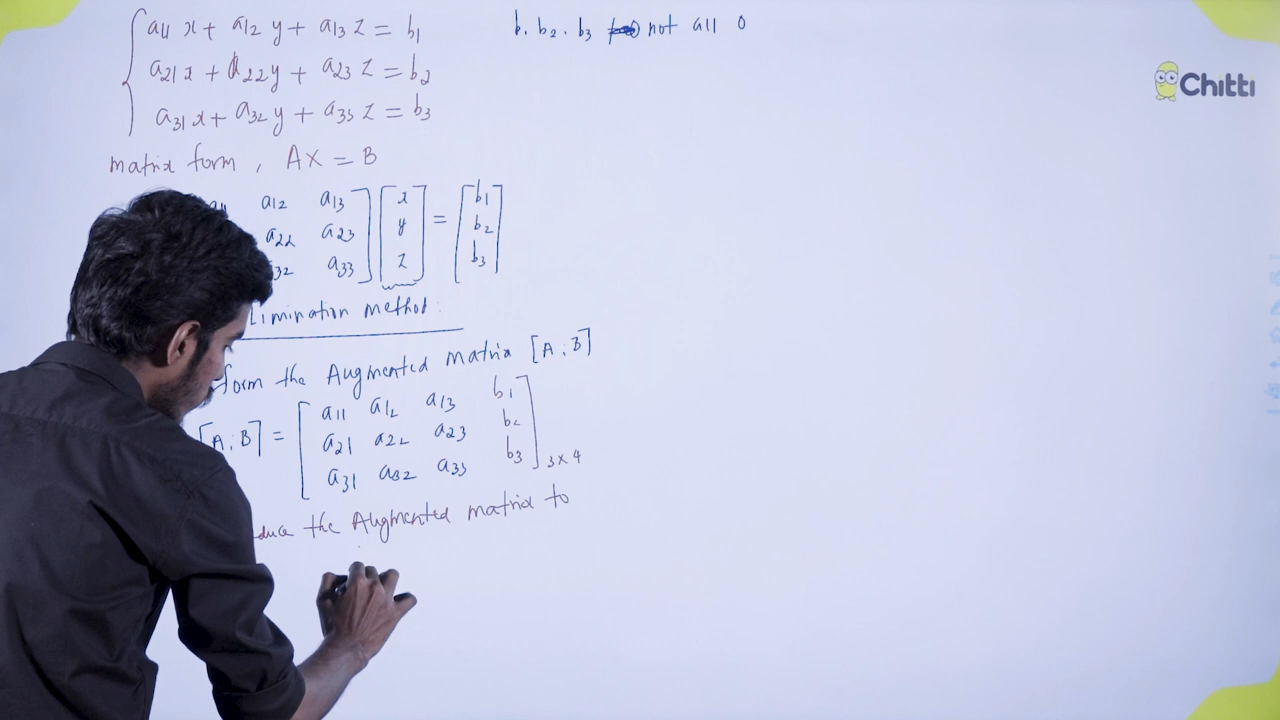 a11 x + a12 y + a13 z = b1
b1 . b2 . b3 not all 0
a21 x + a22 y + a23 z = b2
a31 x + a32 y + a33 z = b3
matrix form , AX = B
a11 a12 a13 x b1
a22 a23 y = b2
a32 a33 z b3
limination method:
form the Augmented matrix [A : B]
[A : B] = a11 a12 a13 b1
a21 a22 a23 b2
a31 a32 a33 b3 3 x 4
duce the Augmented matrix to
Chitti